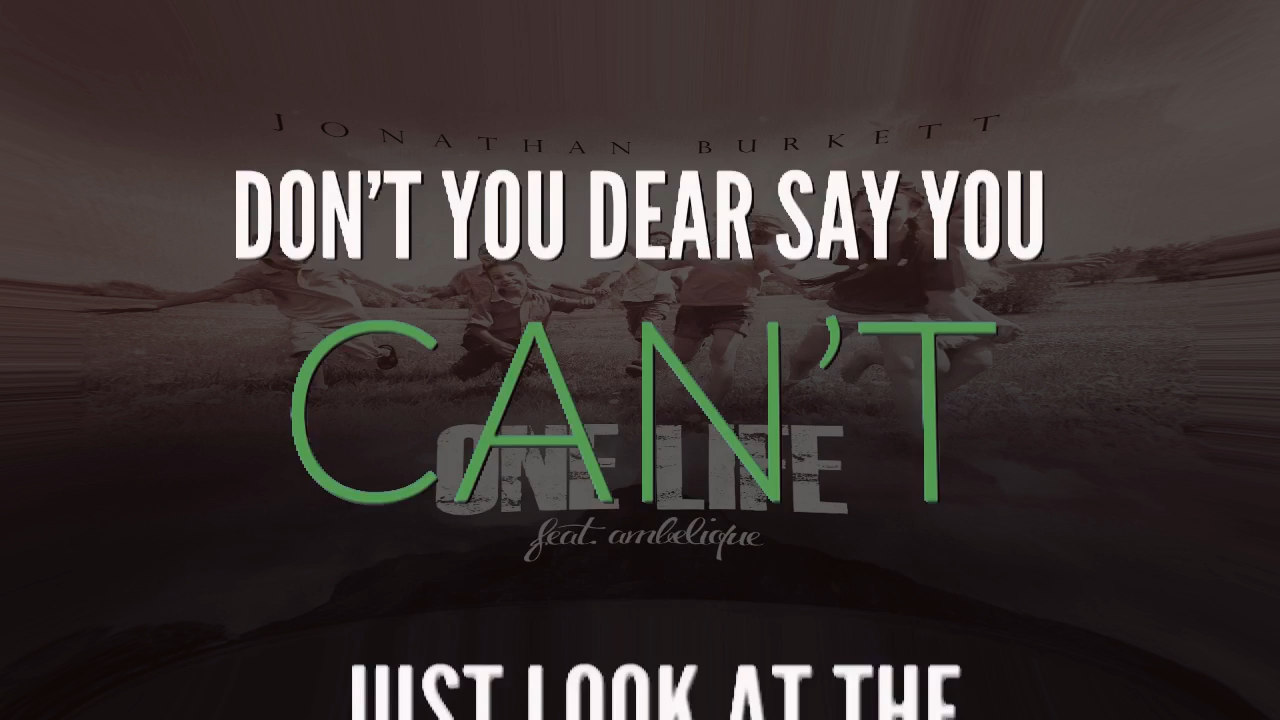 JONATHAN BURKETT
DON'T YOU DEAR SAY YOU
CAN'T
ONE LIFE
feat. ambelique
JUST LOOK AT THE